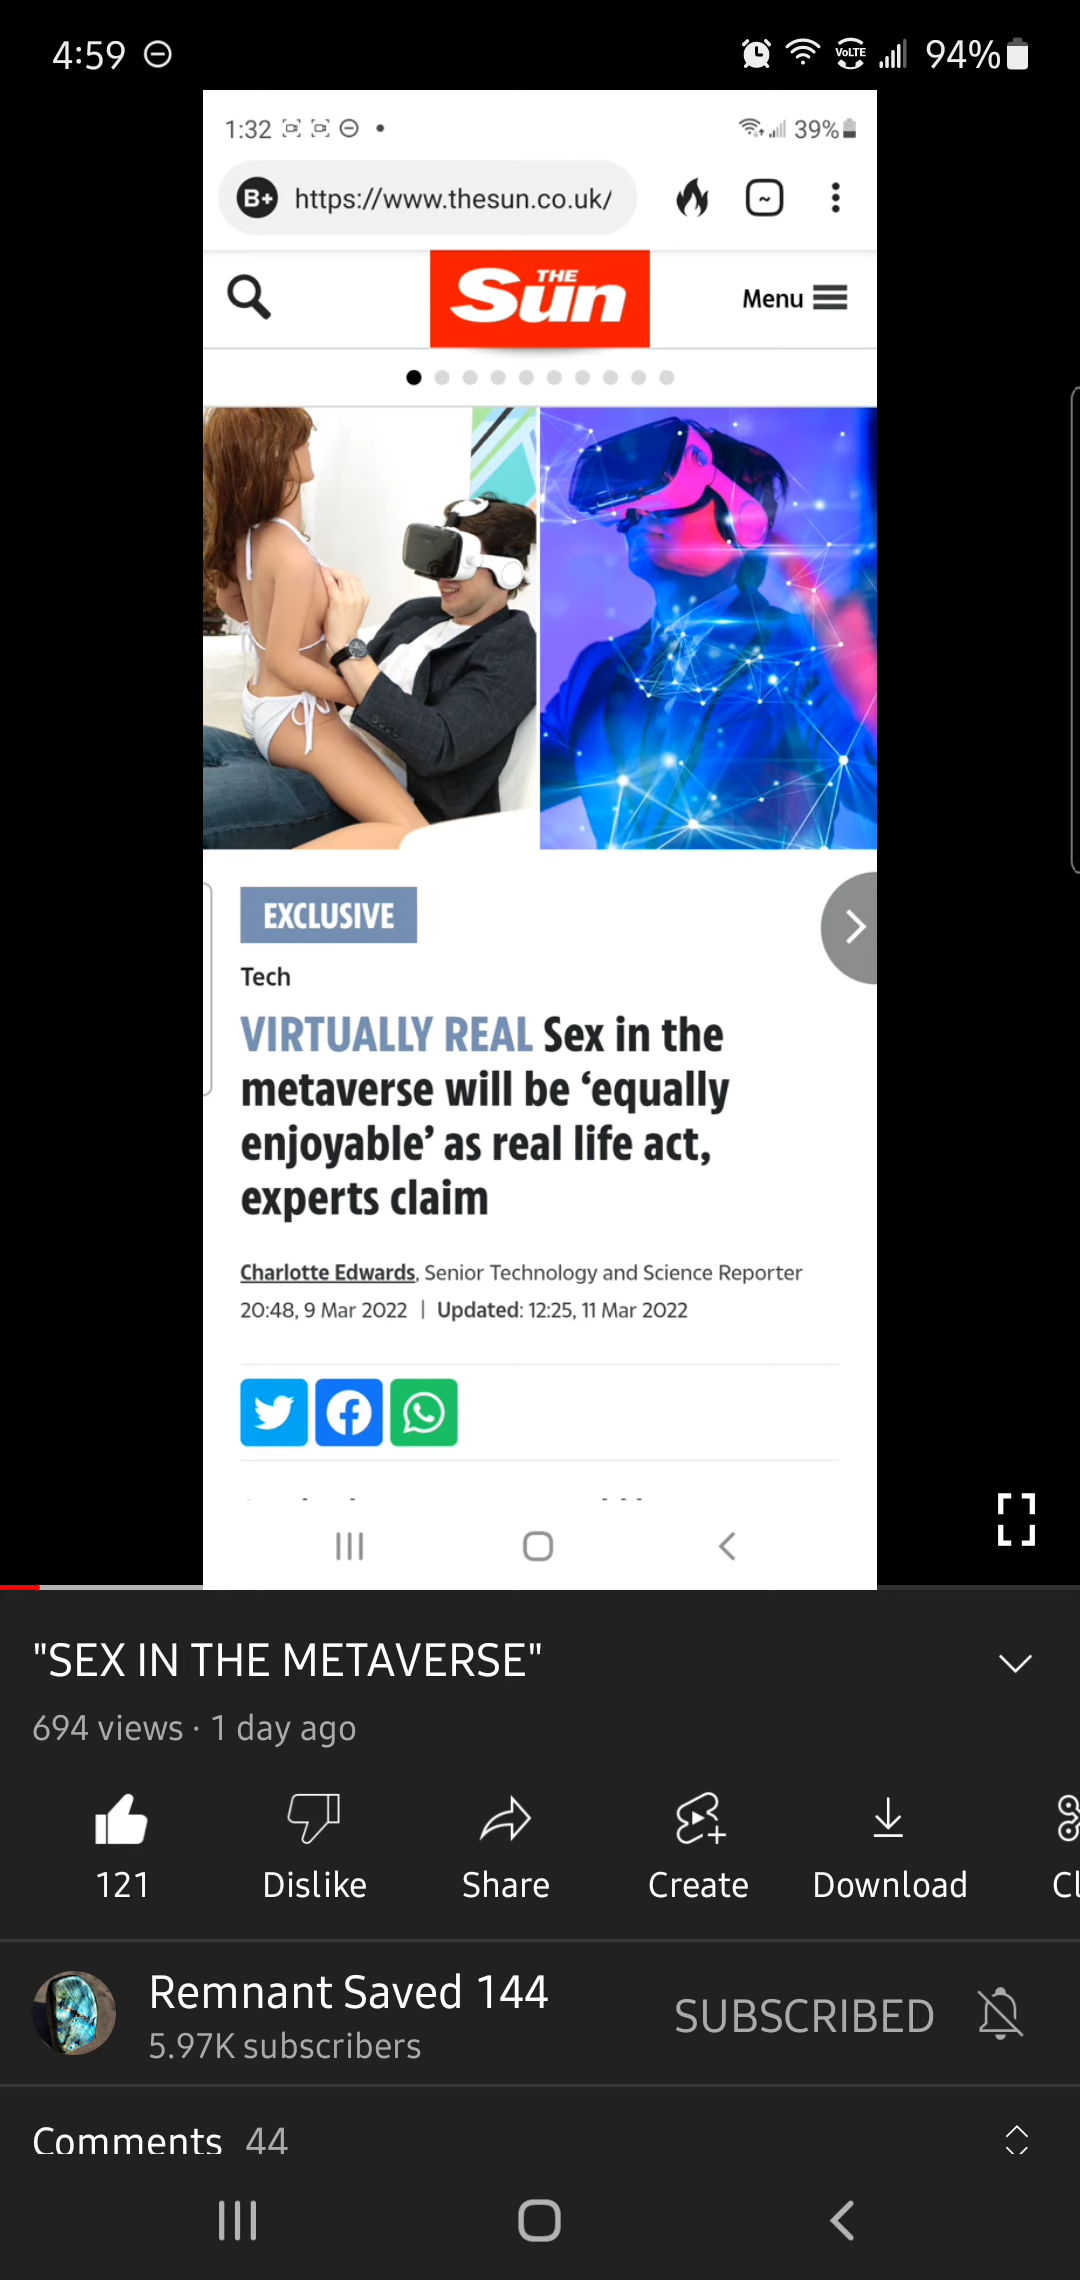 4:59
VoLTE
94%
1:32
39%
B+ https://www.thesun.co.uk/
THE
Sun
Menu
EXCLUSIVE
Tech
VIRTUALLY REAL Sex in the
metaverse will be ‘equally
enjoyable’ as real life act,
experts claim
Charlotte Edwards, Senior Technology and Science Reporter
20:48, 9 Mar 2022 | Updated: 12:25, 11 Mar 2022
"SEX IN THE METAVERSE"
694 views · 1 day ago
121
Dislike
Share
Create
Download
Cl
Remnant Saved 144
5.97K subscribers
SUBSCRIBED
Comments 44